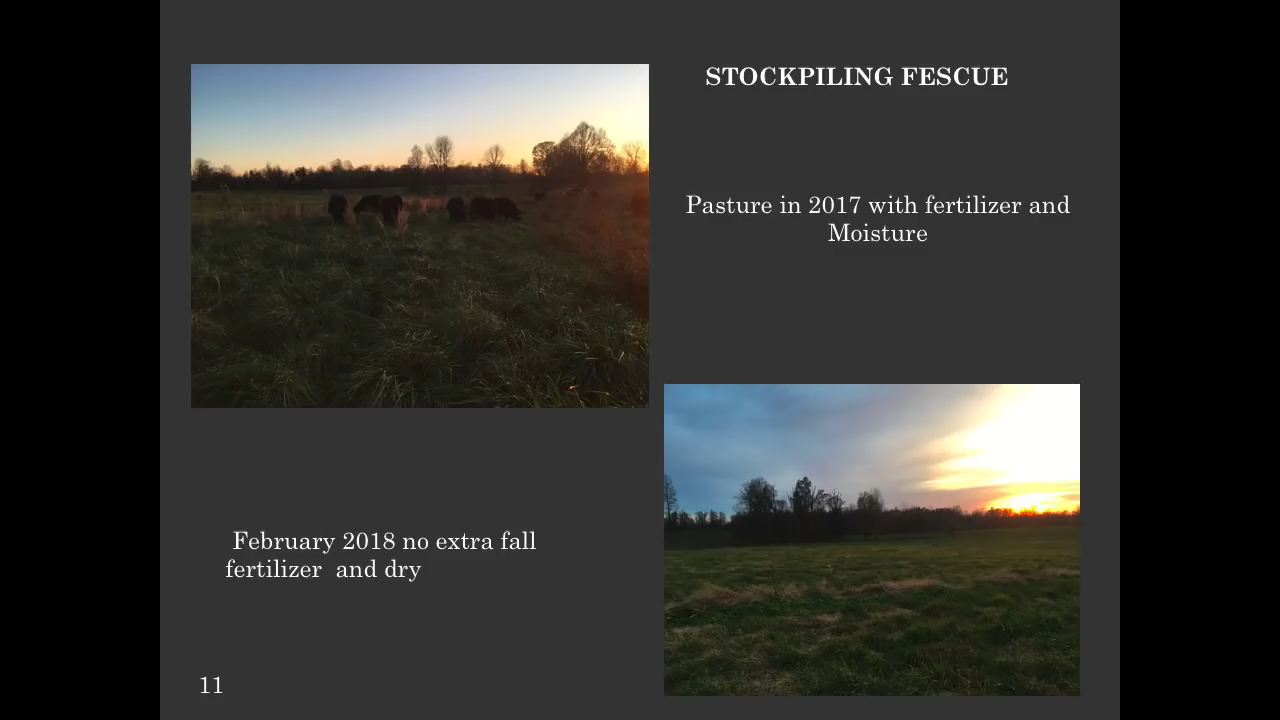 STOCKPILING FESCUE
Pasture in 2017 with fertilizer and
Moisture
February 2018 no extra fall
fertilizer  and dry
11